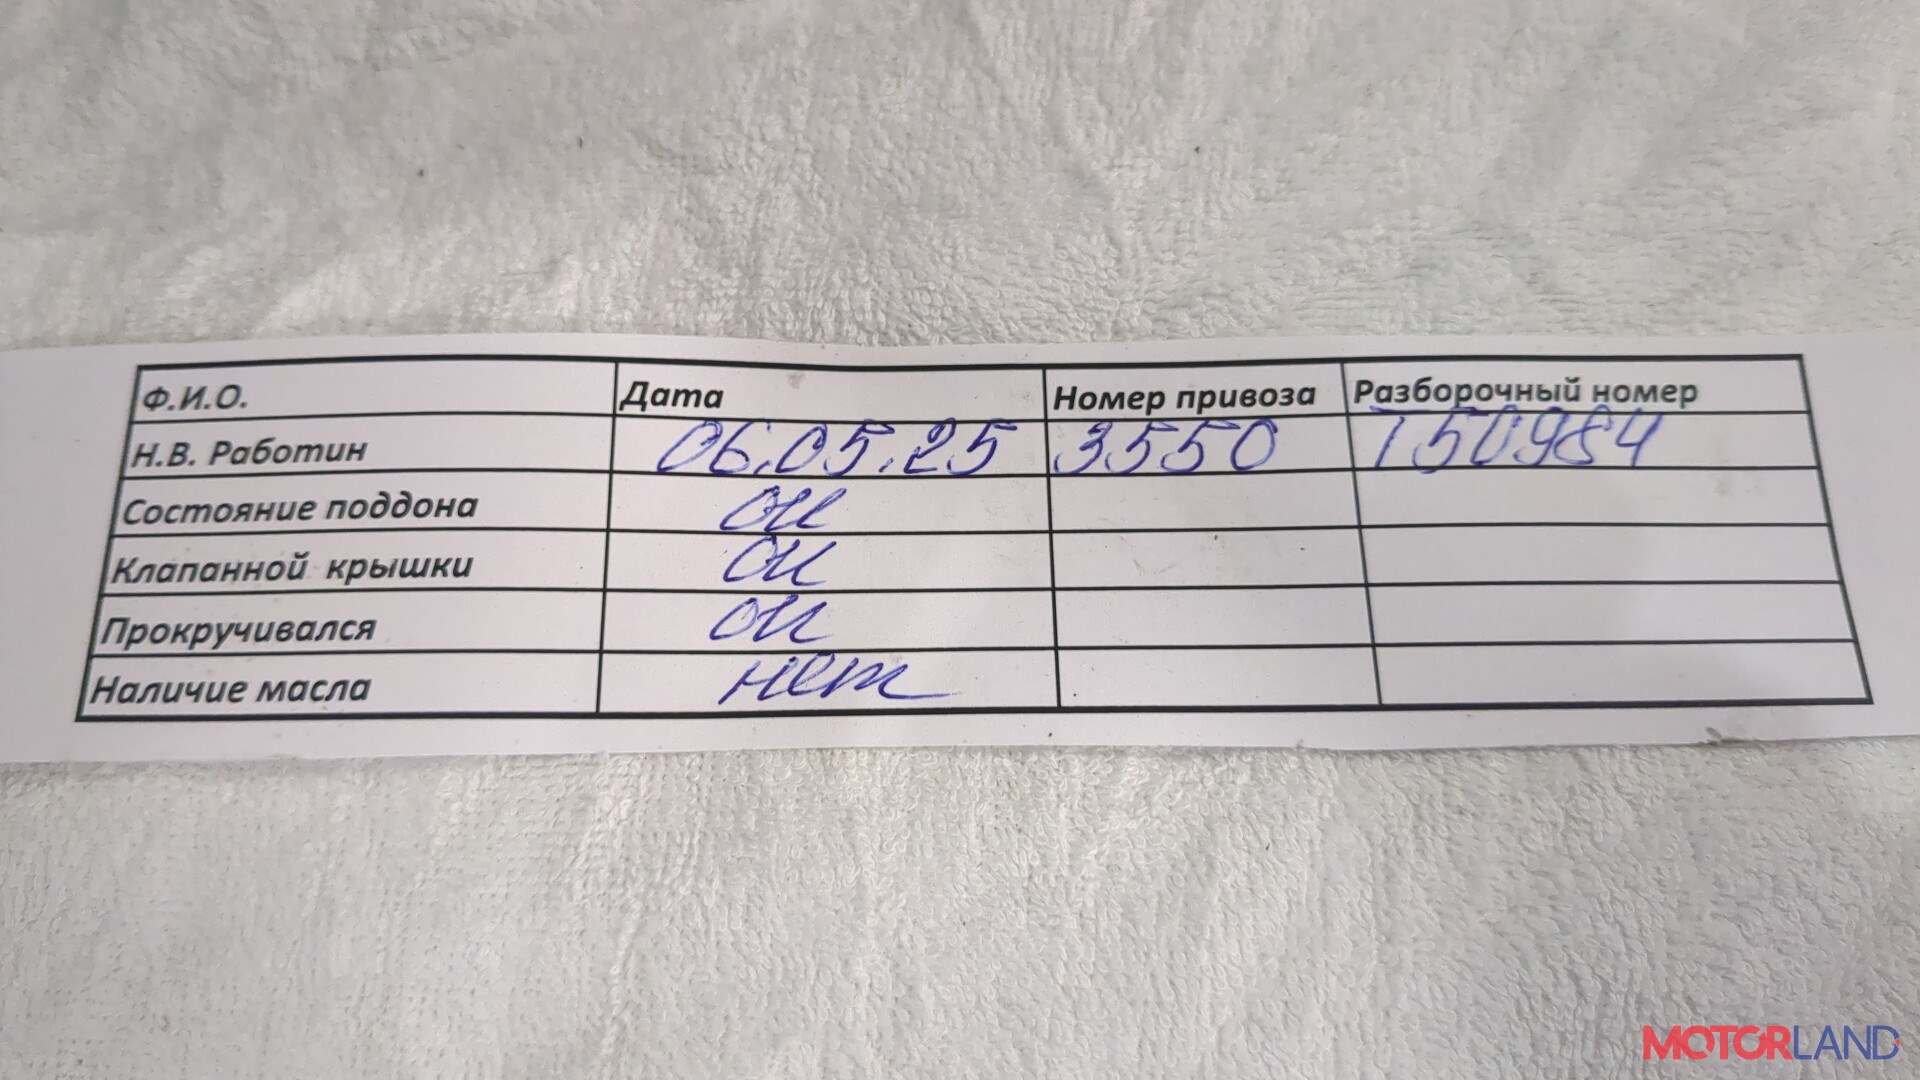 Ф.И.О. Дата Номер привоза Разборочный номер
Н.В. Работин 06.05.25 3550 T50984
Состояние поддона ок
Клапанной крышки ок
Прокручивался ок
Наличие масла нет
MOTORLAND